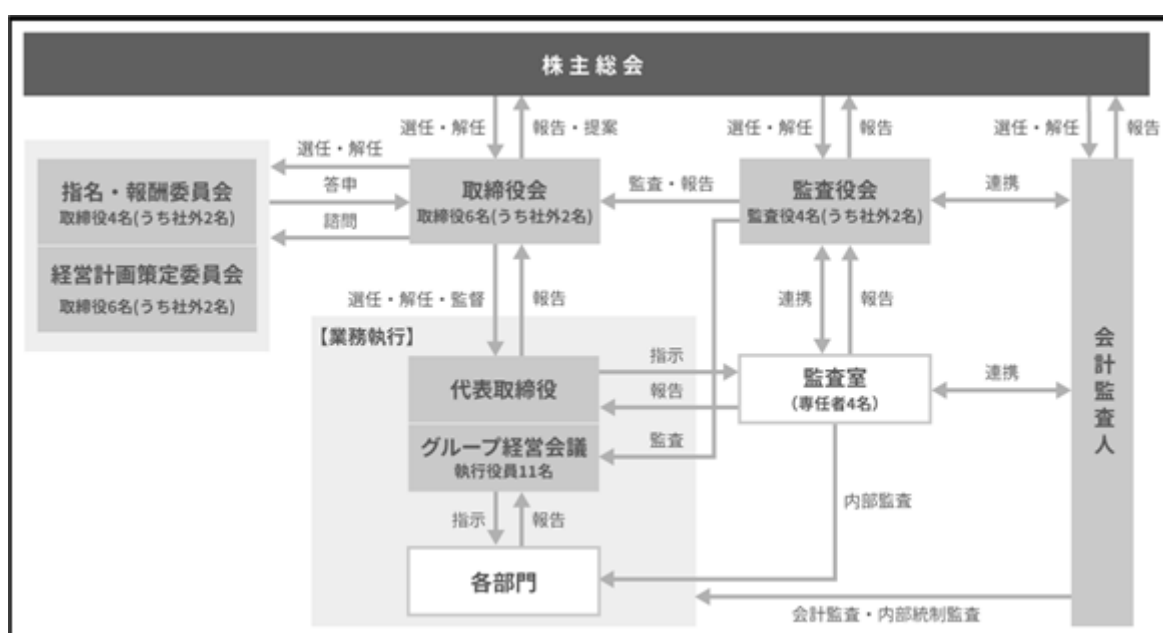 株主総会
選任・解任
報告・提案
選任・解任
報告
選任・解任
報告
選任・解任
答申
諮問
指名・報酬委員会
取締役4名(うち社外2名)
経営計画策定委員会
取締役6名(うち社外2名)
取締役会
取締役6名(うち社外2名)
監査・報告
監査役会
監査役4名(うち社外2名)
連携
選任・解任・監督
報告
連携
報告
【業務執行】
代表取締役
グループ経営会議
執行役員11名
指示
報告
監査
監査室
(専任者4名)
連携
会計監査人
指示
報告
内部監査
各部門
会計監査・内部統制監査